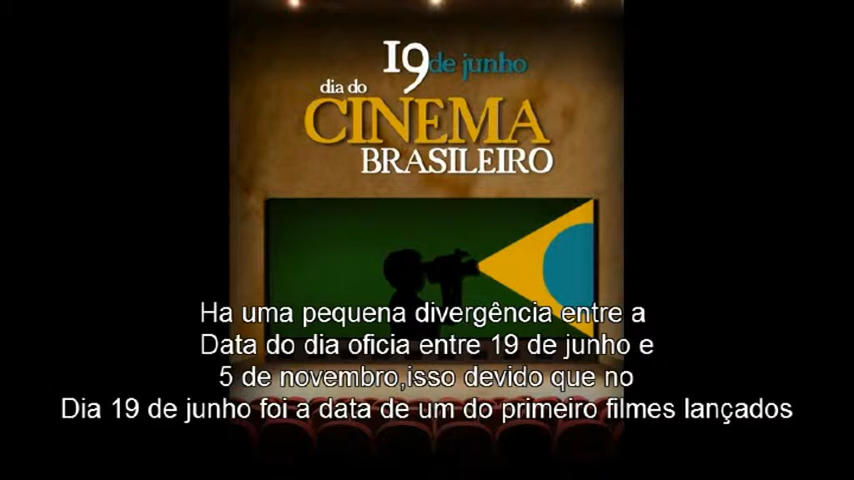 19 de junho
dia do
CINEMA
BRASILEIRO
Ha uma pequena divergência entre a
Data do dia oficia entre 19 de junho e
5 de novembro,isso devido que no
Dia 19 de junho foi a data de um do primeiro filmes lançados